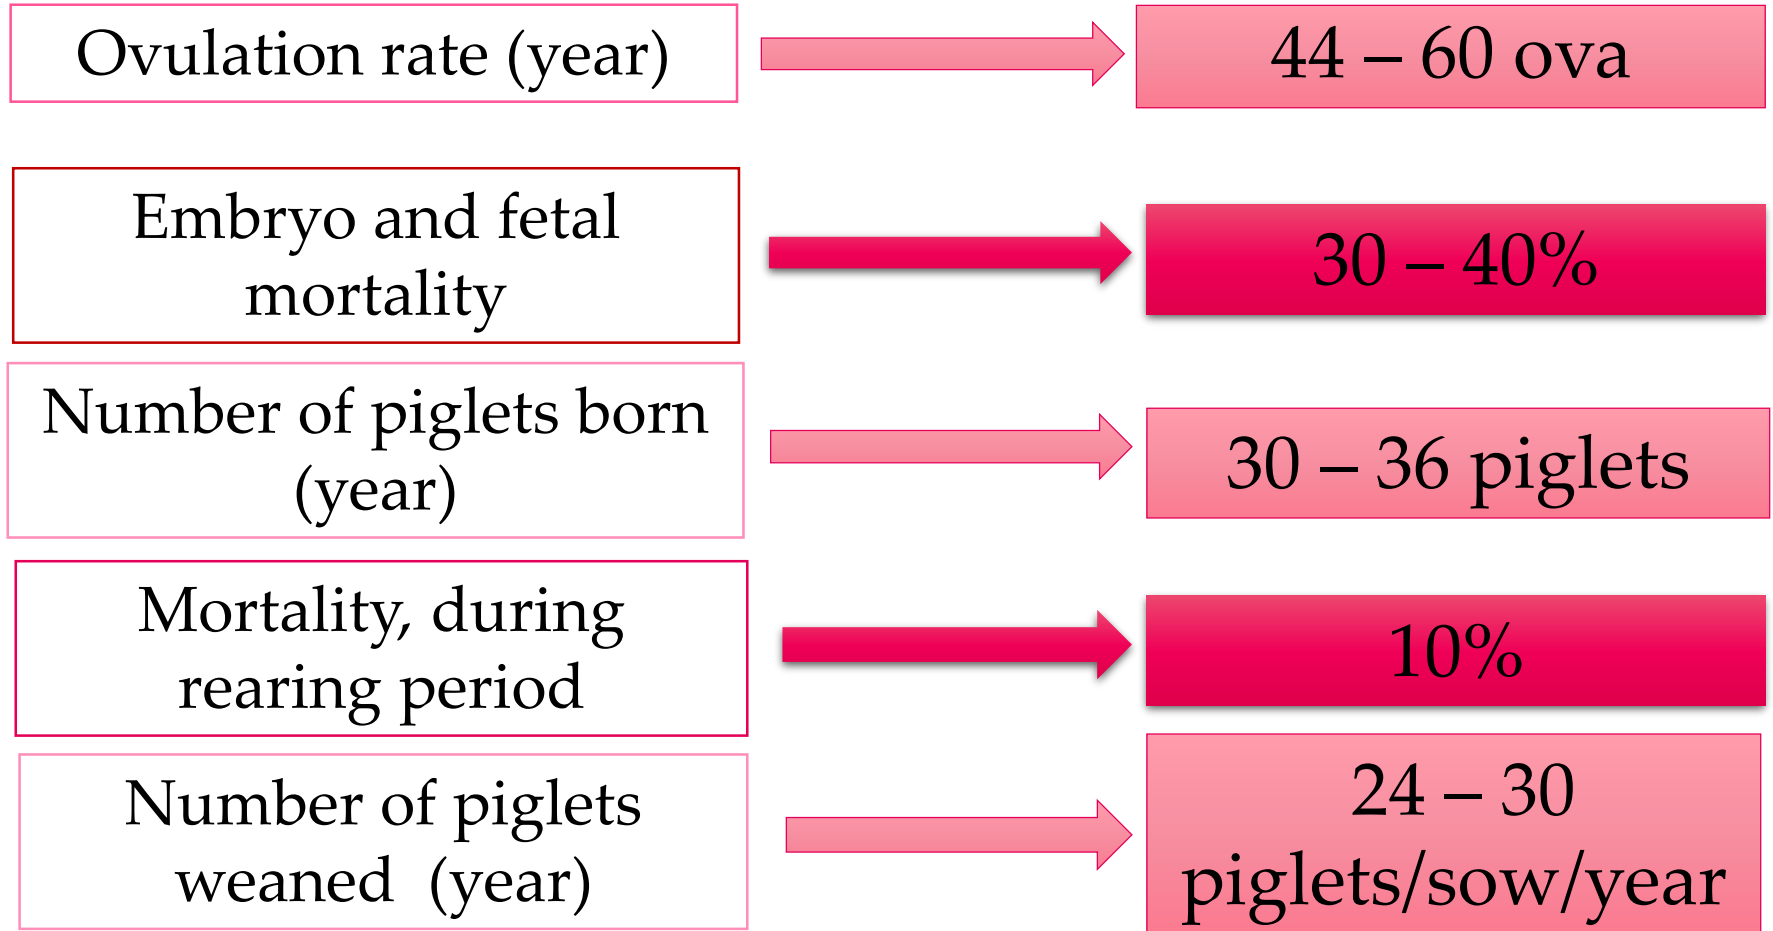 Ovulation rate (year)
44 – 60 ova
Embryo and fetal
mortality
30 – 40%
Number of piglets born
(year)
30 – 36 piglets
Mortality, during
rearing period
10%
Number of piglets
weaned  (year)
24 – 30
piglets/sow/year